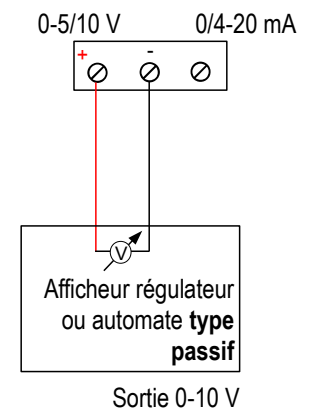 0-5/10 V 0/4-20 mA
+ -
V
Afficheur régulateur
ou automate type
passif
Sortie 0-10 V